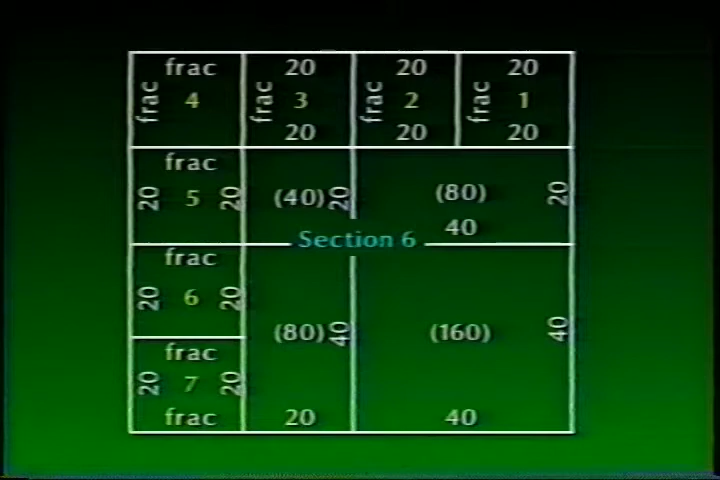 frac 20 20 20
frac 4 frac 3 frac 2 frac 1
20 20 20
frac
20 5 20 (40) 20 (80) 20
40
Section 6
frac
20 6 20
(80) 40 (160) 40
frac
20 7 20
frac 20 40